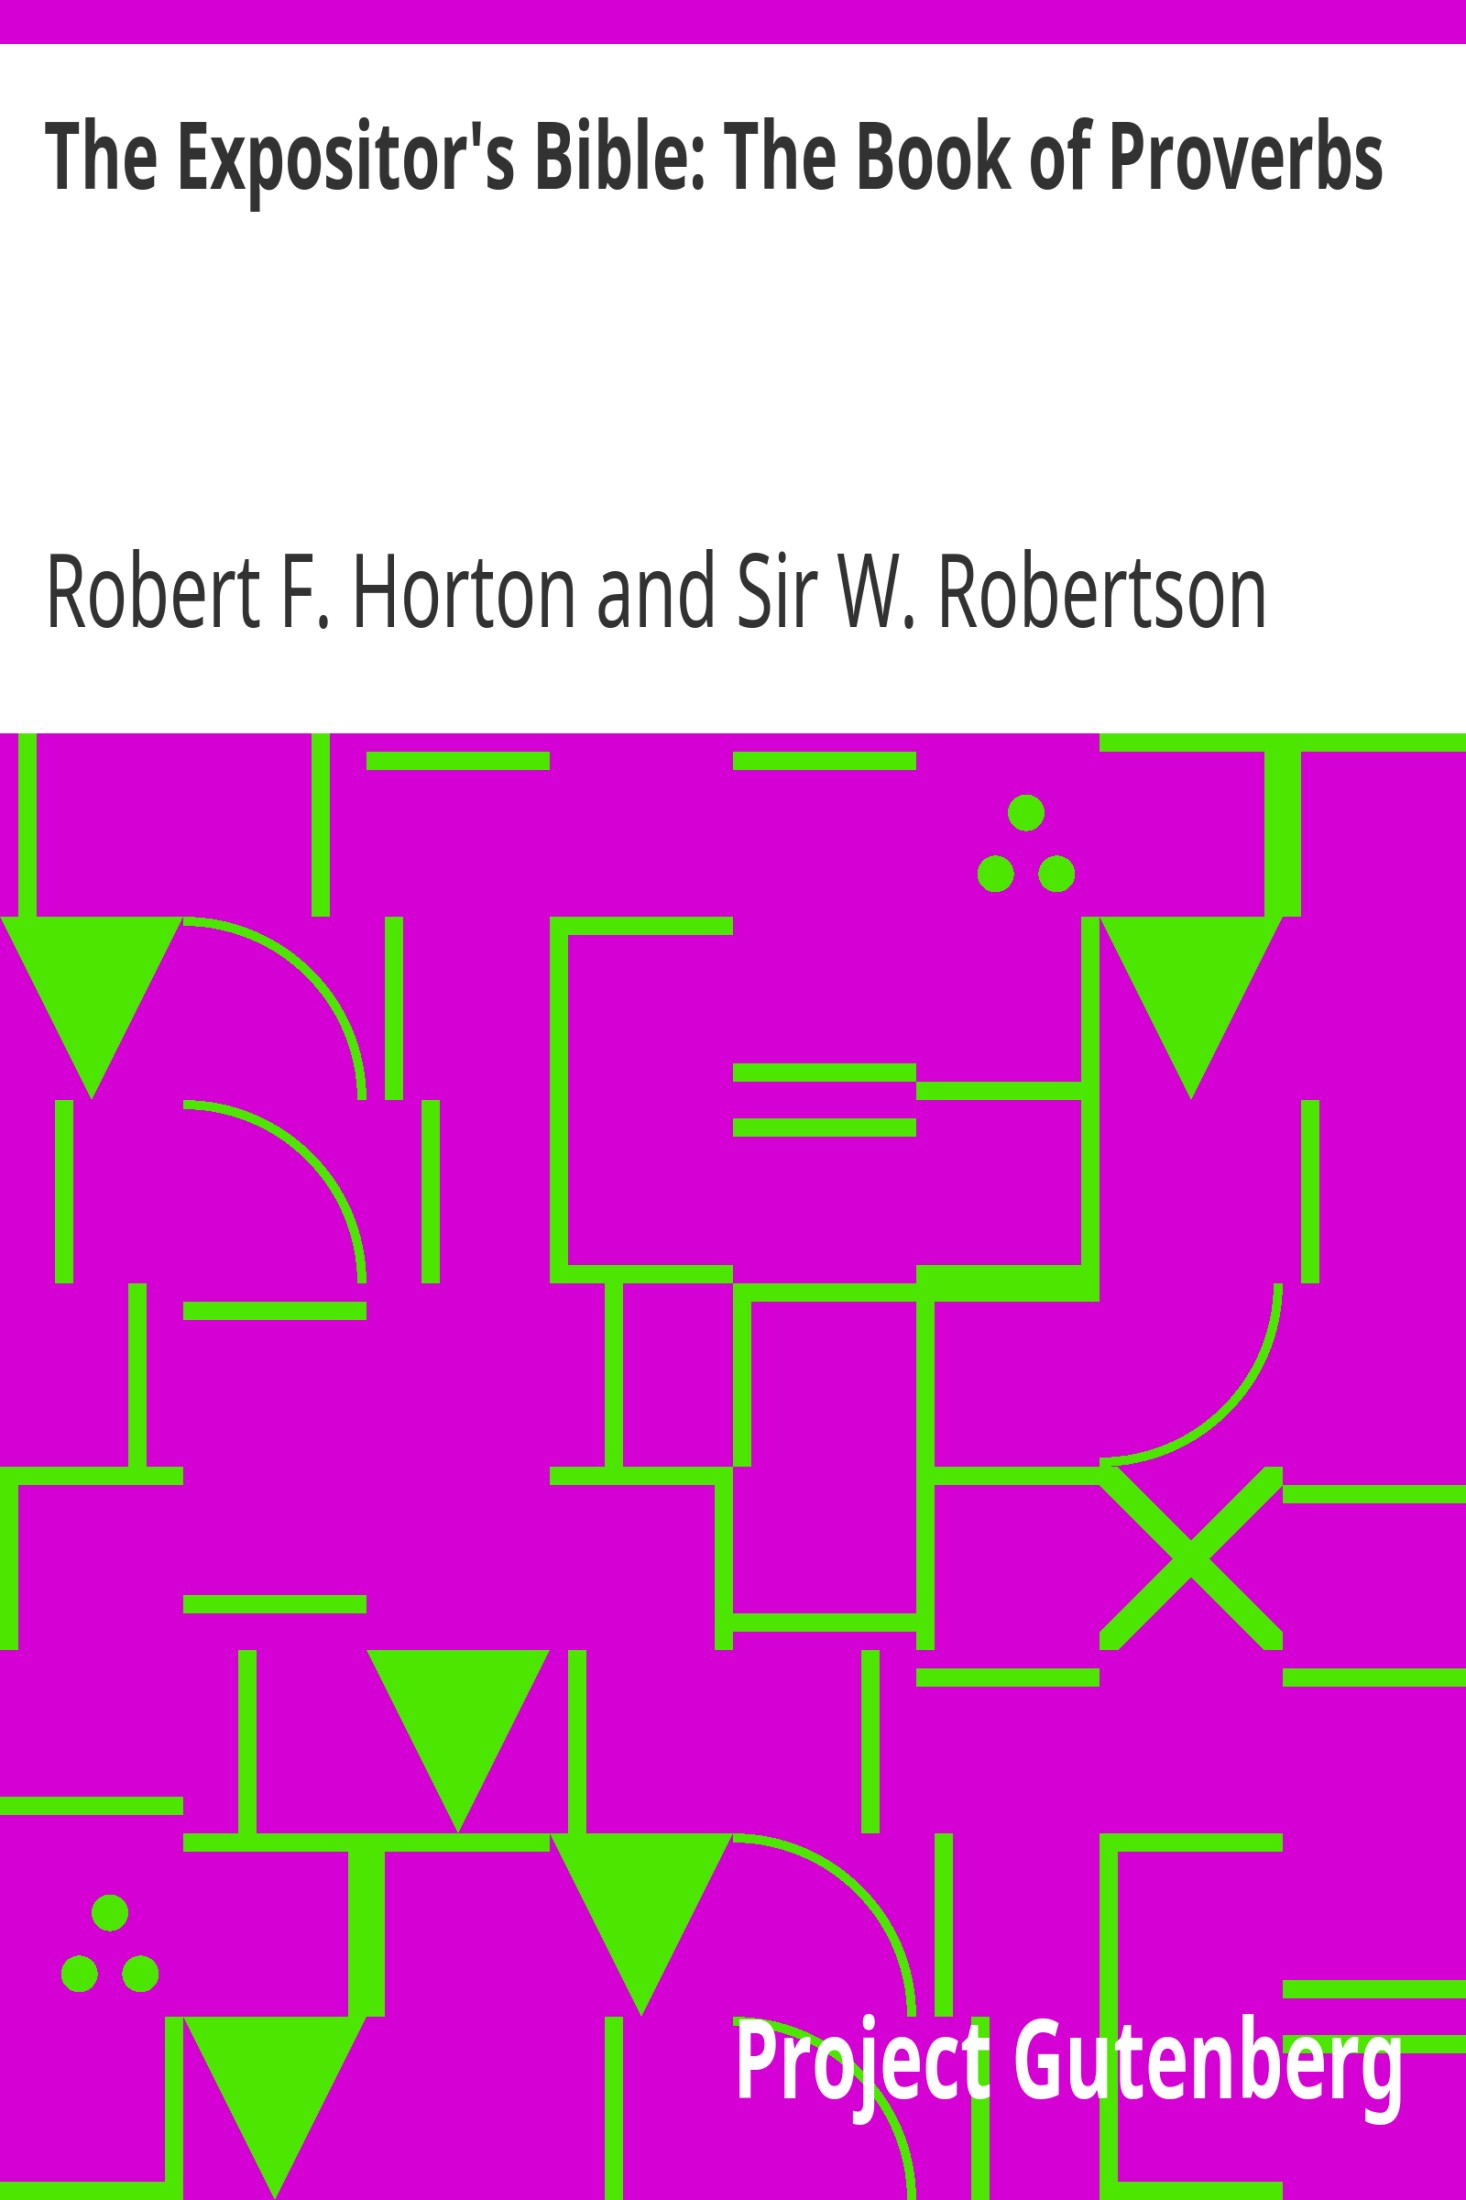 The Expositor's Bible: The Book of Proverbs
Robert F. Horton and Sir W. Robertson
Project Gutenberg